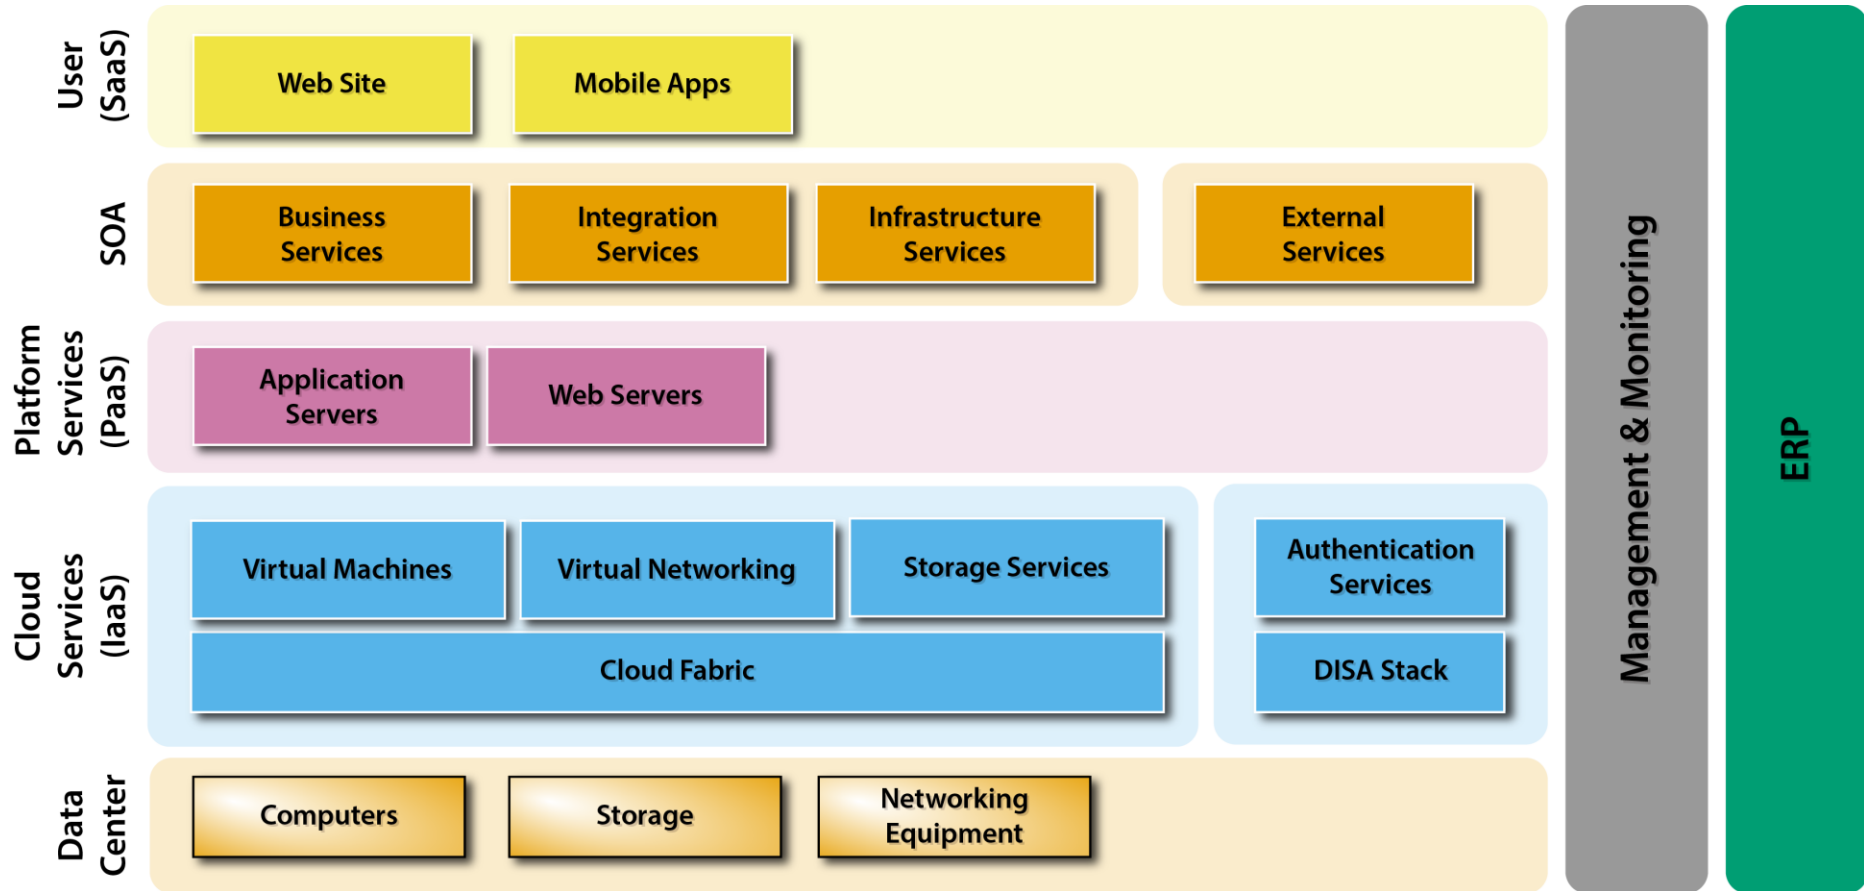 User
(SaaS)
Web Site
Mobile Apps
SOA
Business
Services
Integration
Services
Infrastructure
Services
External
Services
Platform
Services
(PaaS)
Application
Servers
Web Servers
Cloud
Services
(IaaS)
Virtual Machines
Virtual Networking
Storage Services
Authentication
Services
Cloud Fabric
DISA Stack
Data
Center
Computers
Storage
Networking
Equipment
Management & Monitoring
ERP